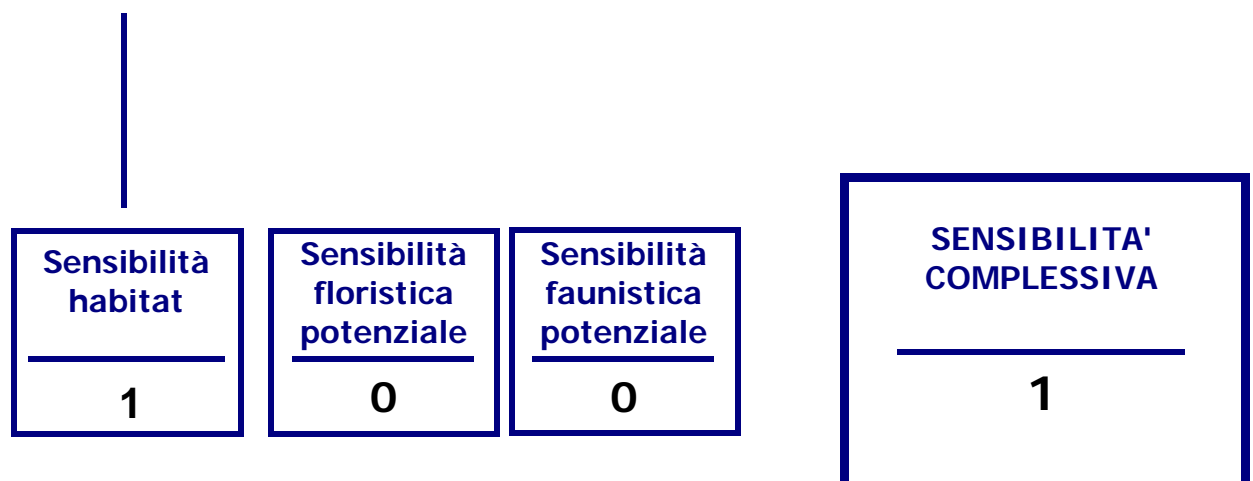 Sensibilità
habitat
1
Sensibilità
floristica
potenziale
0
Sensibilità
faunistica
potenziale
0
SENSIBILITA'
COMPLESSIVA
1